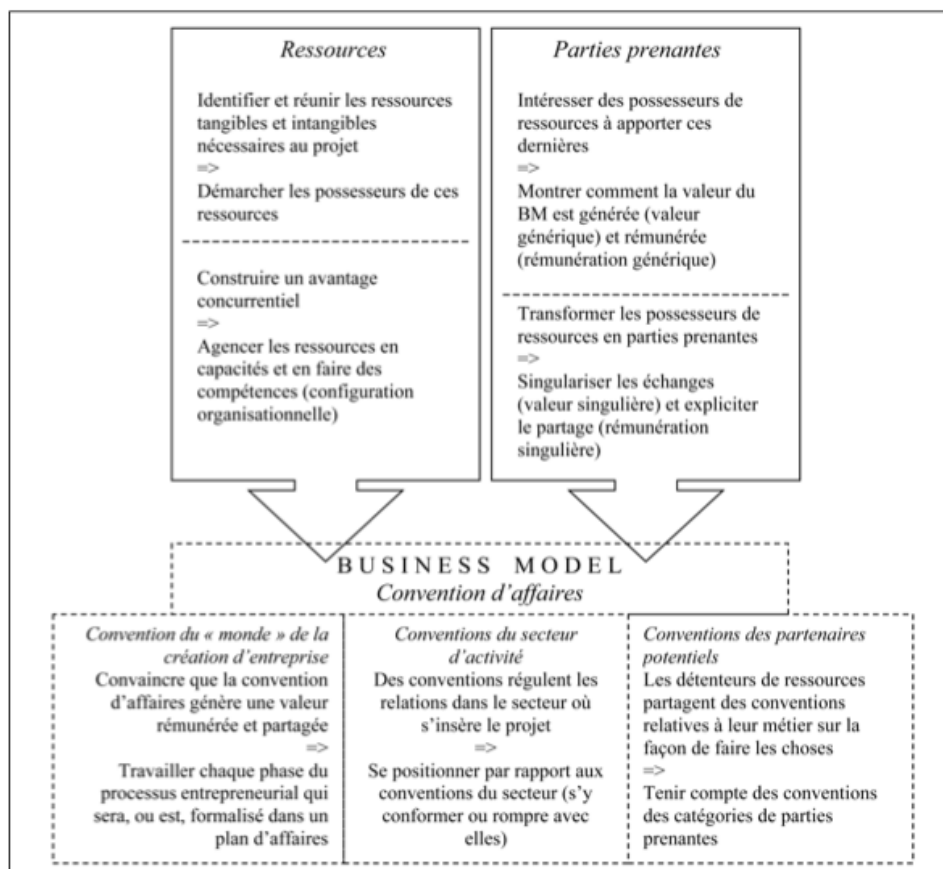 Ressources
Identifier et réunir les ressources
tangibles et intangibles
nécessaires au projet
=>
Démarcher les possesseurs de ces
ressources
Construire un avantage
concurrentiel
=>
Agencer les ressources en
capacités et en faire des
compétences (configuration
organisationnelle)
Parties prenantes
Intéresser des possesseurs de
ressources à apporter ces
dernières
=>
Montrer comment la valeur du
BM est générée (valeur
générique) et rémunérée
(rémunération générique)
Transformer les possesseurs de
ressources en parties prenantes
=>
Singulariser les échanges
(valeur singulière) et expliciter
le partage (rémunération
singulière)
BUSINESS MODEL
Convention d'affaires
Convention du « monde » de la
création d'entreprise
Convaincre que la convention
d'affaires génère une valeur
rémunérée et partagée
=>
Travailler chaque phase du
processus entrepreneurial qui
sera, ou est, formalisé dans un
plan d'affaires
Conventions du secteur
d'activité
Des conventions régulent les
relations dans le secteur où
s'insère le projet
=>
Se positionner par rapport aux
conventions du secteur (s'y
conformer ou rompre avec
elles)
Conventions des partenaires
potentiels
Les détenteurs de ressources
partagent des conventions
relatives à leur métier sur la
façon de faire les choses
=>
Tenir compte des conventions
des catégories de parties
prenantes